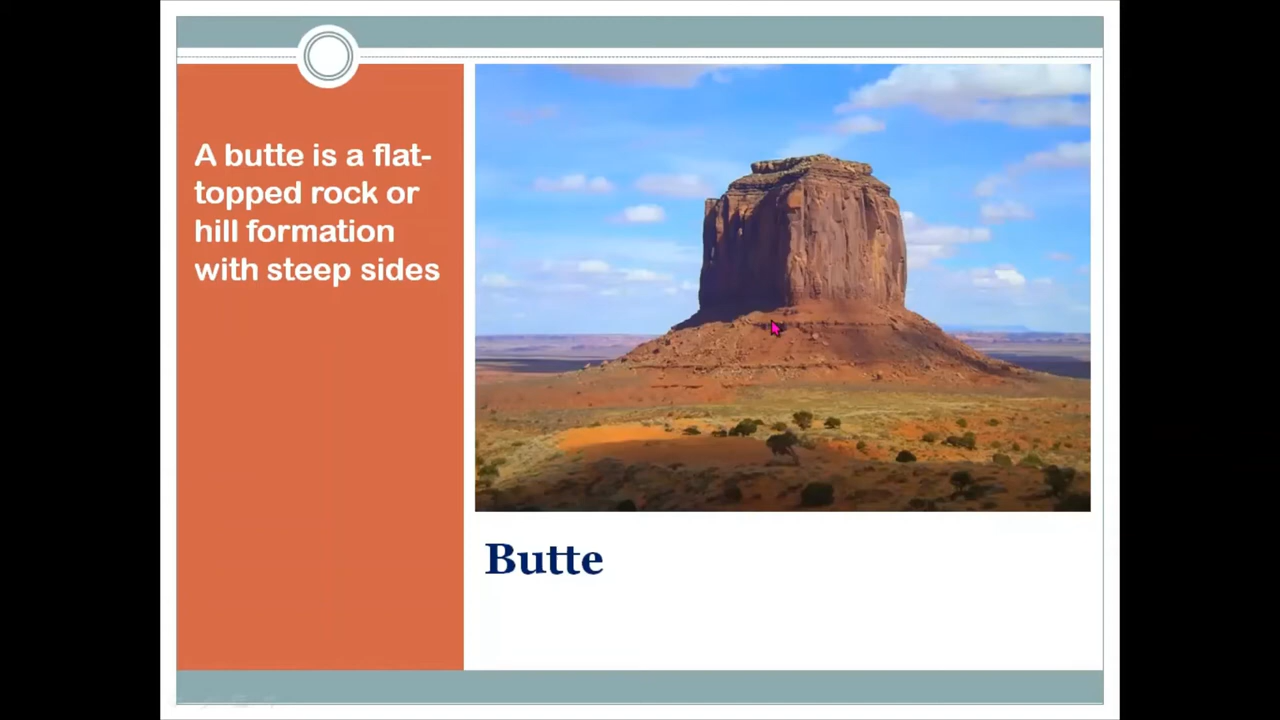 A butte is a flat-
topped rock or
hill formation
with steep sides
Butte